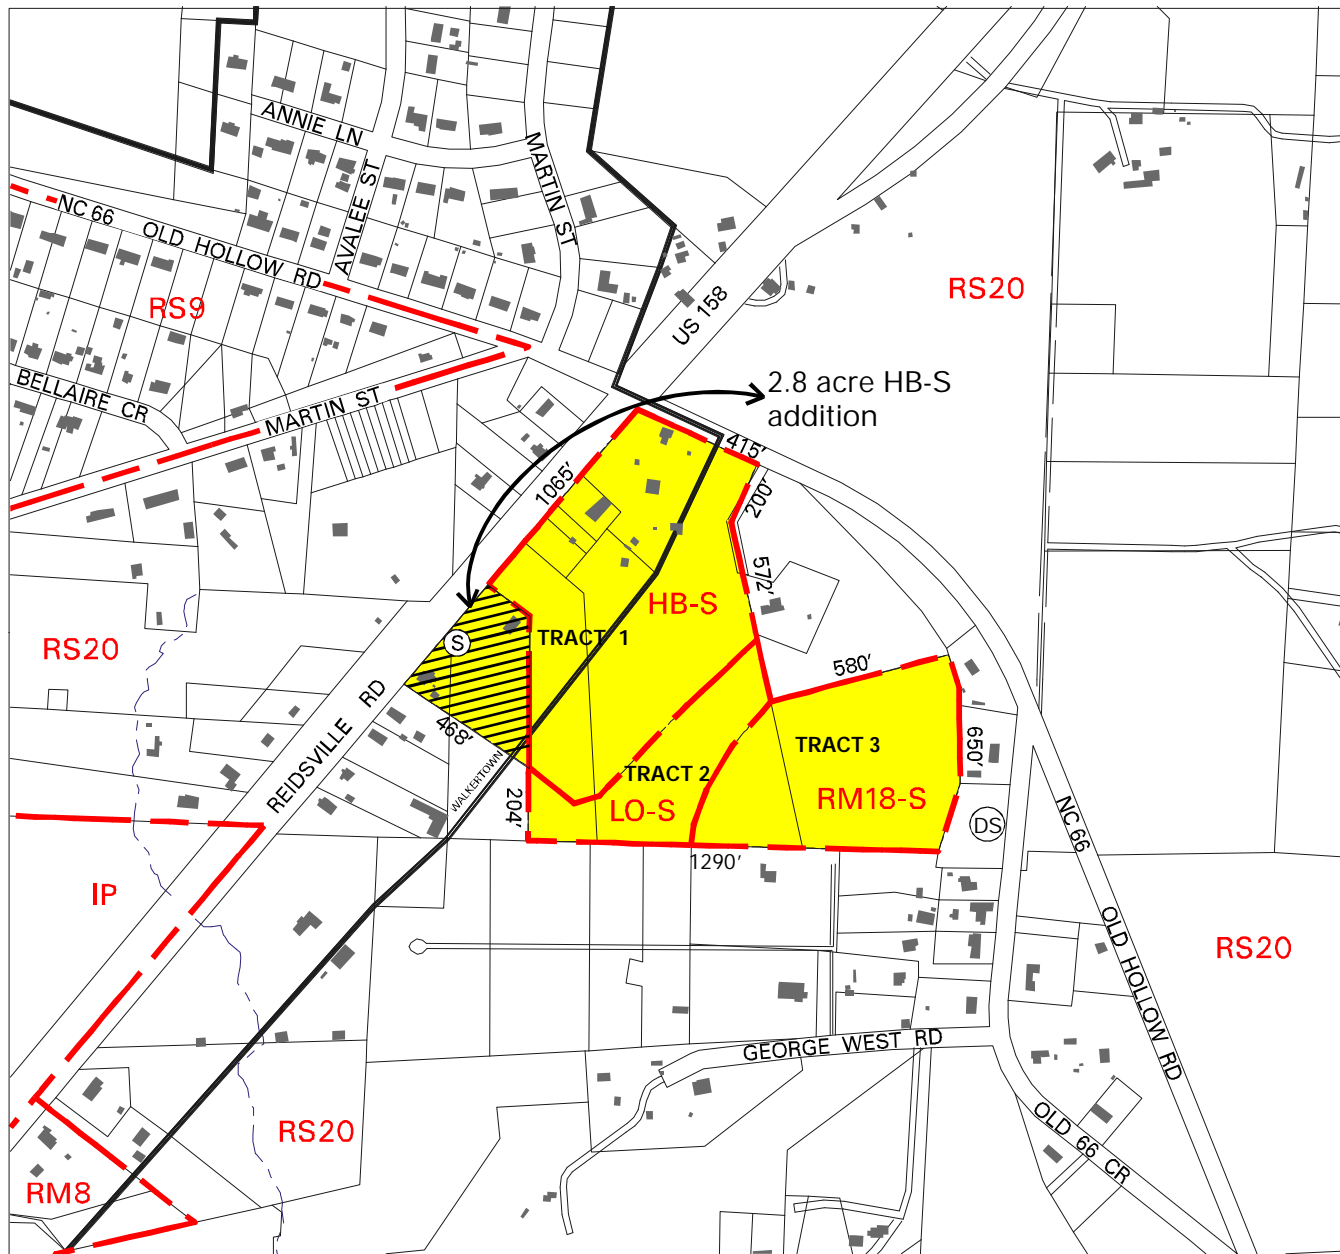 ANNIE LN
MARTIN ST
AVALEE ST
NC 66 OLD HOLLOW RD
RS9
US 158
RS20
BELLAIRE CR
MARTIN ST
2.8 acre HB-S
addition
415'
1065'
200'
572'
HB-S
TRACT 1
S
RS20
580'
REIDSVILLE RD
468'
WALKERTOWN
TRACT 3
650'
TRACT 2
204'
LO-S
RM18-S
DS
NC 66 OLD HOLLOW RD
1290'
IP
RS20
GEORGE WEST RD
RS20
OLD 66 CR
RM8